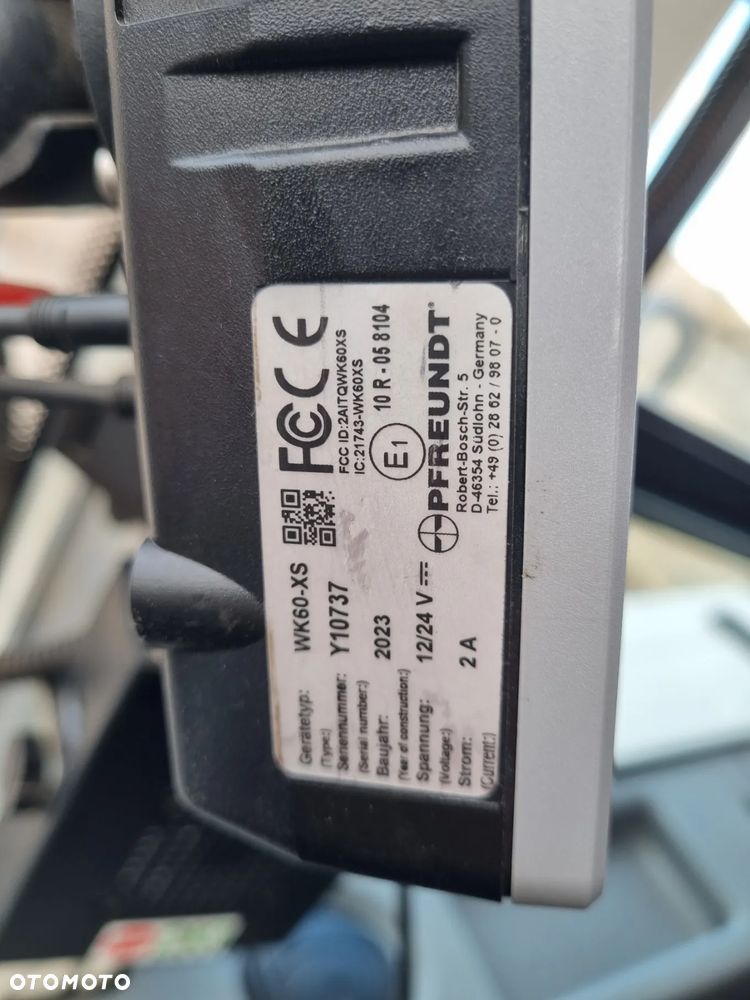 Gerätetyp: WK60-XS
(Type:)
Seriennummer: Y10737
(Serial number:)
Baujahr: 2023
(Year of construction:)
Spannung: 12/24 V
(Voltage:)
Strom: 2 A
(Current:)
FC CE
FCC ID:2AITQWK60XS
IC:21743-WK60XS
E1 10 R - 05 8104
PFREUNDT®
Robert-Bosch-Str. 5
D-46354 Südlohn - Germany
Tel.: +49 (0) 28 62 / 98 07 - 0
OTOMOTO